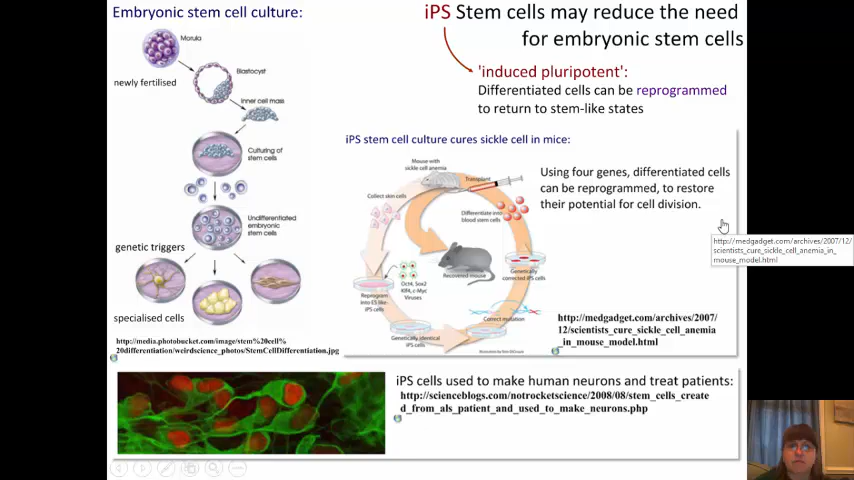 Embryonic stem cell culture:
Morula
newly fertilised
Blastocyst
Inner cell mass
Culturing of
stem cells
Undifferentiated
embryonic
stem cells
genetic triggers
specialised cells
http://media.photobucket.com/image/stem%20cell%
20differentiation/weirdscience_photos/StemCellDifferentiation.jpg
iPS Stem cells may reduce the need
for embryonic stem cells
'induced pluripotent':
Differentiated cells can be reprogrammed
to return to stem-like states
iPS stem cell culture cures sickle cell in mice:
Mouse with
sickle cell anemia
Transplant
Collect skin cells
Differentiate into
blood stem cells
Recovered mouse
Oct4, Sox2
Klf4, c-Myc
Viruses
Genetically
corrected iPS cells
Reprogram
into ES-like
iPS cells
Correct mutation
Genetically identical
iPS cells
Using four genes, differentiated cells
can be reprogrammed, to restore
their potential for cell division.
http://medgadget.com/archives/2007/12/
scientists_cure_sickle_cell_anemia_in_
mouse_model.html
http://medgadget.com/archives/2007/
12/scientists_cure_sickle_cell_anemia
_in_mouse_model.html
iPS cells used to make human neurons and treat patients:
http://scienceblogs.com/notrocketscience/2008/08/stem_cells_create
d_from_als_patient_and_used_to_make_neurons.php